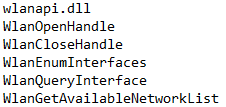 wlanapi.dll
WlanOpenHandle
WlanCloseHandle
WlanEnumInterfaces
WlanQueryInterface
WlanGetAvailableNetworkList